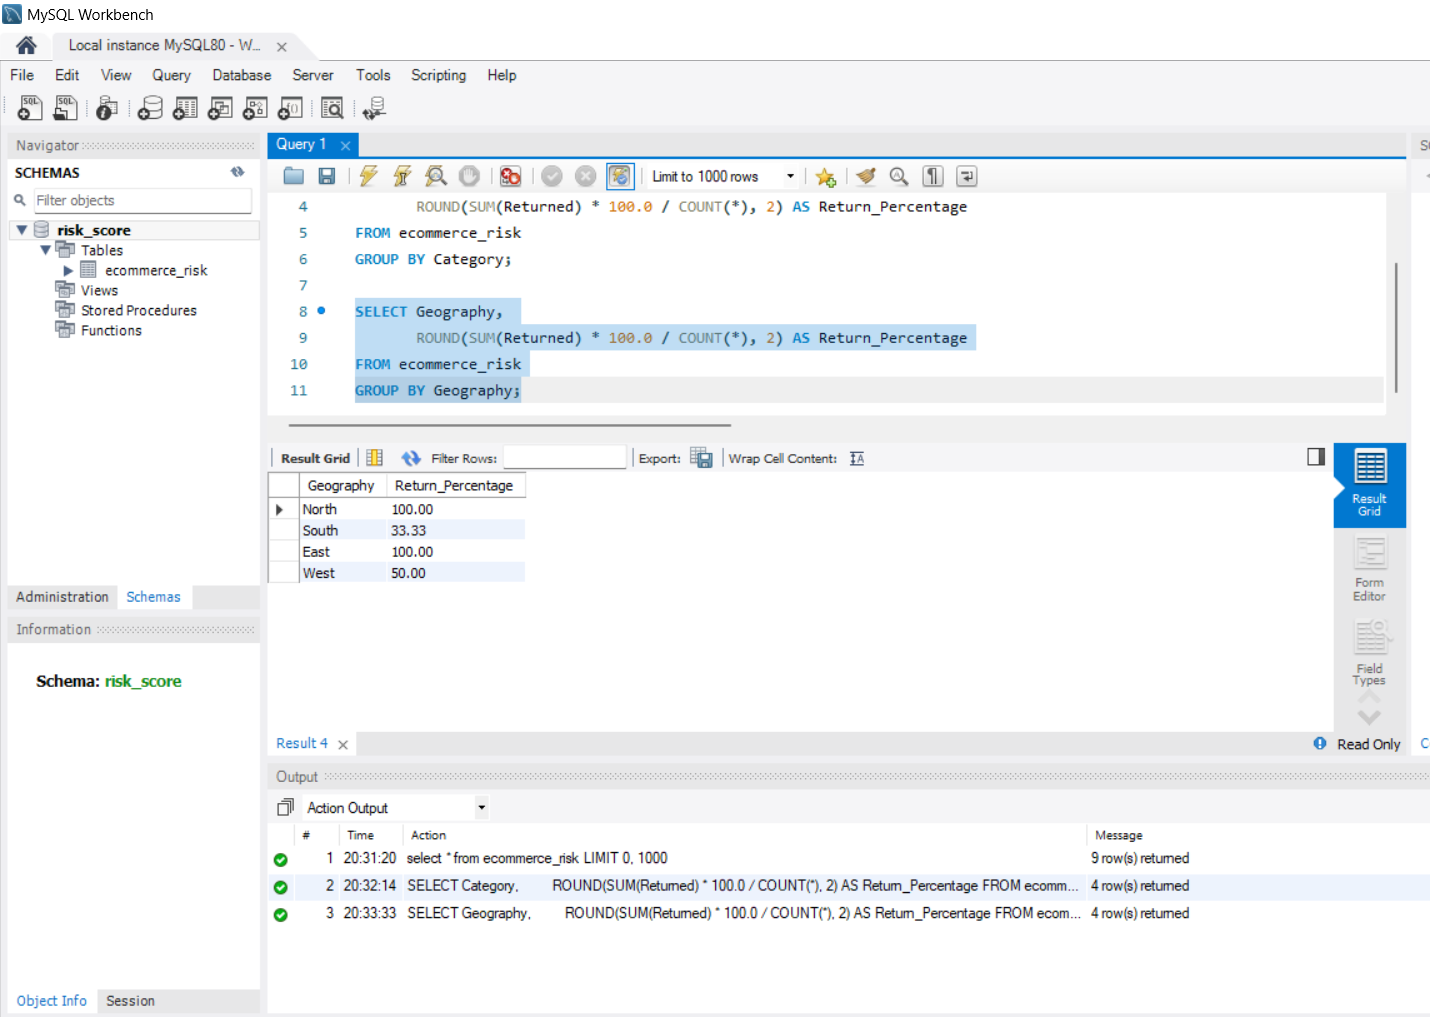 MySQL Workbench
Local instance MySQL80 - W...
File Edit View Query Database Server Tools Scripting Help
Navigator
SCHEMAS
Filter objects
risk_score
Tables
ecommerce_risk
Views
Stored Procedures
Functions
Administration Schemas
Information
Schema: risk_score
Object Info Session
Query 1
Limit to 1000 rows
4 ROUND(SUM(Returned) * 100.0 / COUNT(*), 2) AS Return_Percentage
5 FROM ecommerce_risk
6 GROUP BY Category;
7
8 SELECT Geography,
9 ROUND(SUM(Returned) * 100.0 / COUNT(*), 2) AS Return_Percentage
10 FROM ecommerce_risk
11 GROUP BY Geography;
Result Grid Filter Rows: Export: Wrap Cell Content:
Geography Return_Percentage
North 100.00
South 33.33
East 100.00
West 50.00
Result
Grid
Form
Editor
Field
Types
Result 4
Read Only
Output
Action Output
# Time Action Message
1 20:31:20 select * from ecommerce_risk LIMIT 0, 1000 9 row(s) returned
2 20:32:14 SELECT Category, ROUND(SUM(Returned) * 100.0 / COUNT(*), 2) AS Return_Percentage FROM ecomm... 4 row(s) returned
3 20:33:33 SELECT Geography, ROUND(SUM(Returned) * 100.0 / COUNT(*), 2) AS Return_Percentage FROM ecom... 4 row(s) returned